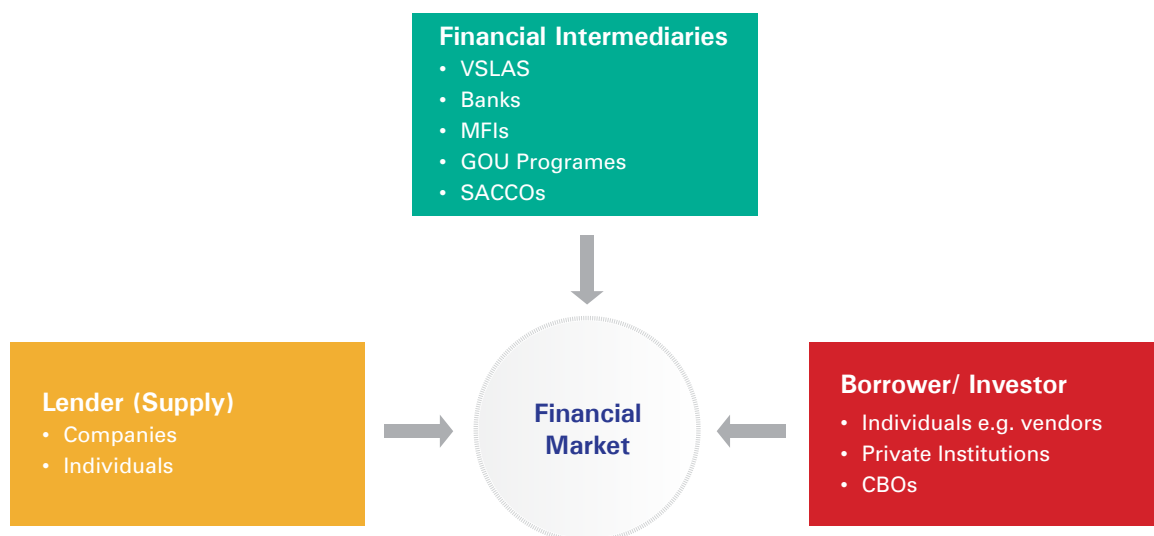 Financial Intermediaries
• VSLAS
• Banks
• MFIs
• GOU Programes
• SACCOs
Lender (Supply)
• Companies
• Individuals
Financial
Market
Borrower/ Investor
• Individuals e.g. vendors
• Private Institutions
• CBOs